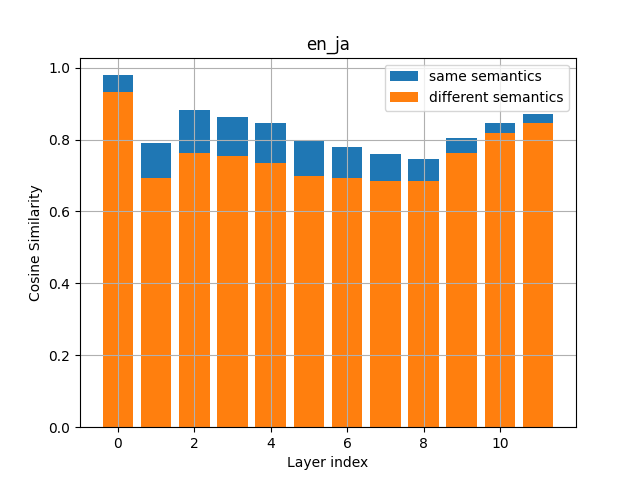 en_ja
same semantics
different semantics
1.0
0.8
0.6
0.4
0.2
0.0
Cosine Similarity
0 2 4 6 8 10
Layer index